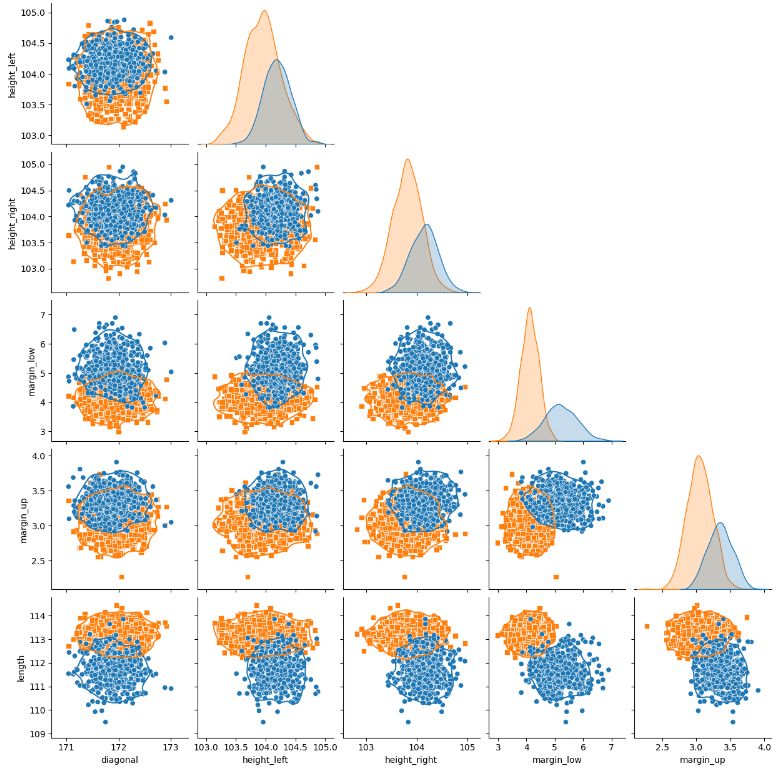 105.0
104.5
104.0
103.5
103.0
height_left
105.0
104.5
104.0
103.5
103.0
height_right
7
6
5
4
3
margin_low
4.0
3.5
3.0
2.5
margin_up
114
113
112
111
110
109
length
171 172 173
diagonal
103.0 103.5 104.0 104.5 105.0
height_left
103 104 105
height_right
3 4 5 6 7
margin_low
2.5 3.0 3.5 4.0
margin_up